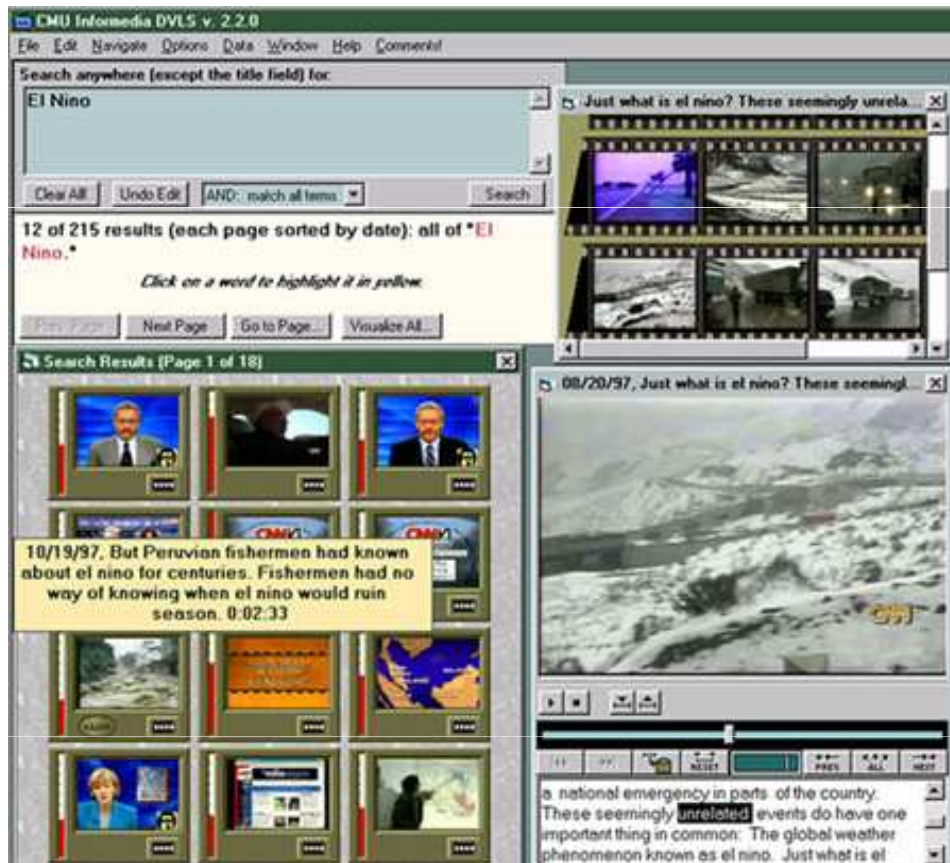 CMU Informedia DVLS v. 2.2.0
File Edit Navigate Options Data Window Help Comments!
Search anywhere (except the title field) for:
El Nino
Clear All! Undo Edit AND: match all terms Search
12 of 215 results (each page sorted by date): all of "El
Nino."
Click on a word to highlight it in yellow.
Prev Page Next Page Go to Page... Visualize All...
Just what is el nino? These seemingly unrela...
Search Results (Page 1 of 18)
CNN
CNN
10/19/97, But Peruvian fishermen had known
about el nino for centuries. Fishermen had no
way of knowing when el nino would ruin
season. 0:02:33
08/20/97, Just what is el nino? These seemingl...
CNN
RESET PREV ALL NEXT
a national emergency in parts of the country.
These seemingly unrelated events do have one
important thing in common: The global weather
phenomenon known as el nino. Just what is el